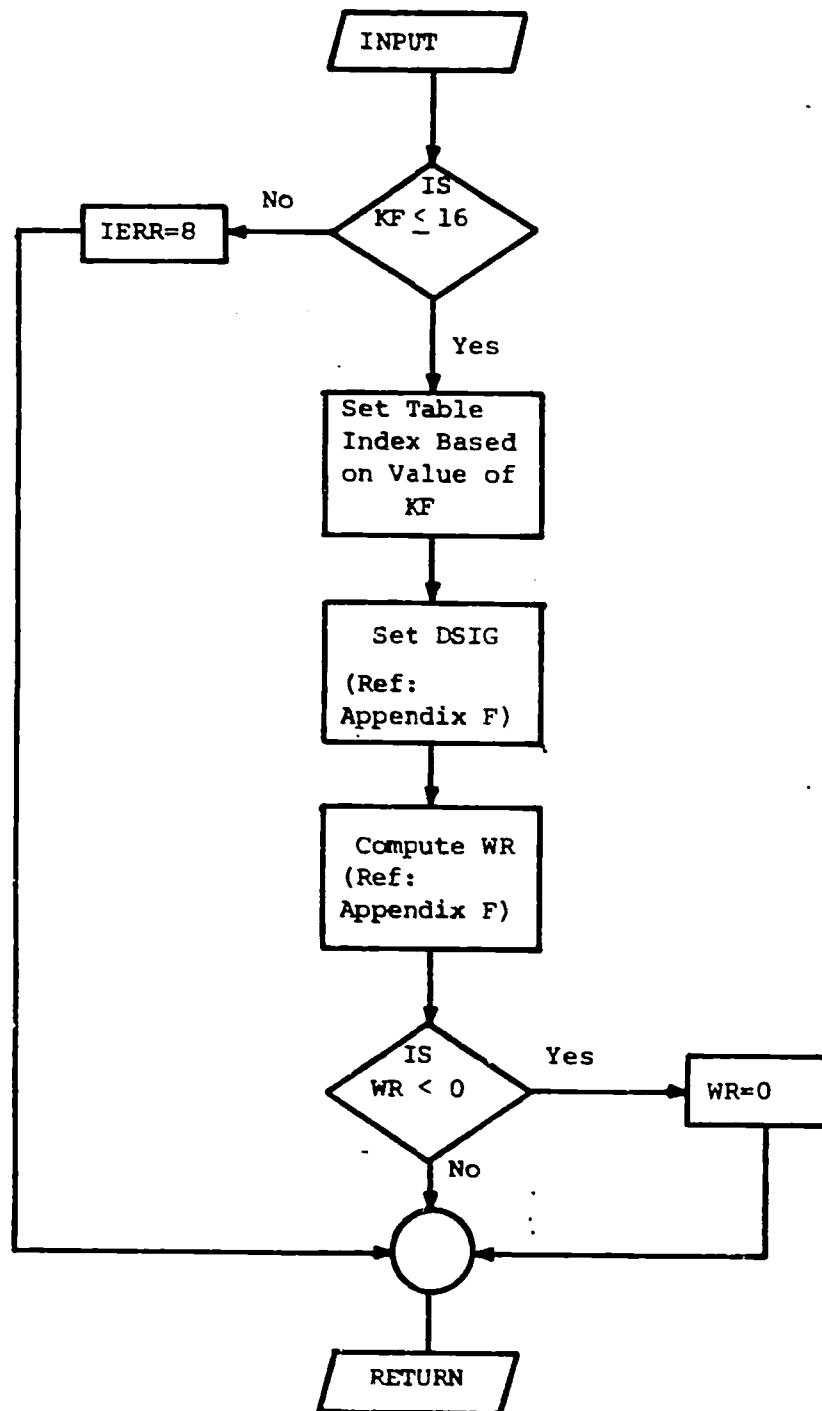 INPUT
IS
KF ≤ 16
No
IERR=8
Yes
Set Table
Index Based
on Value of
KF
Set DSIG
(Ref:
Appendix F)
Compute WR
(Ref:
Appendix F)
IS
WR < 0
Yes
WR=0
No
RETURN